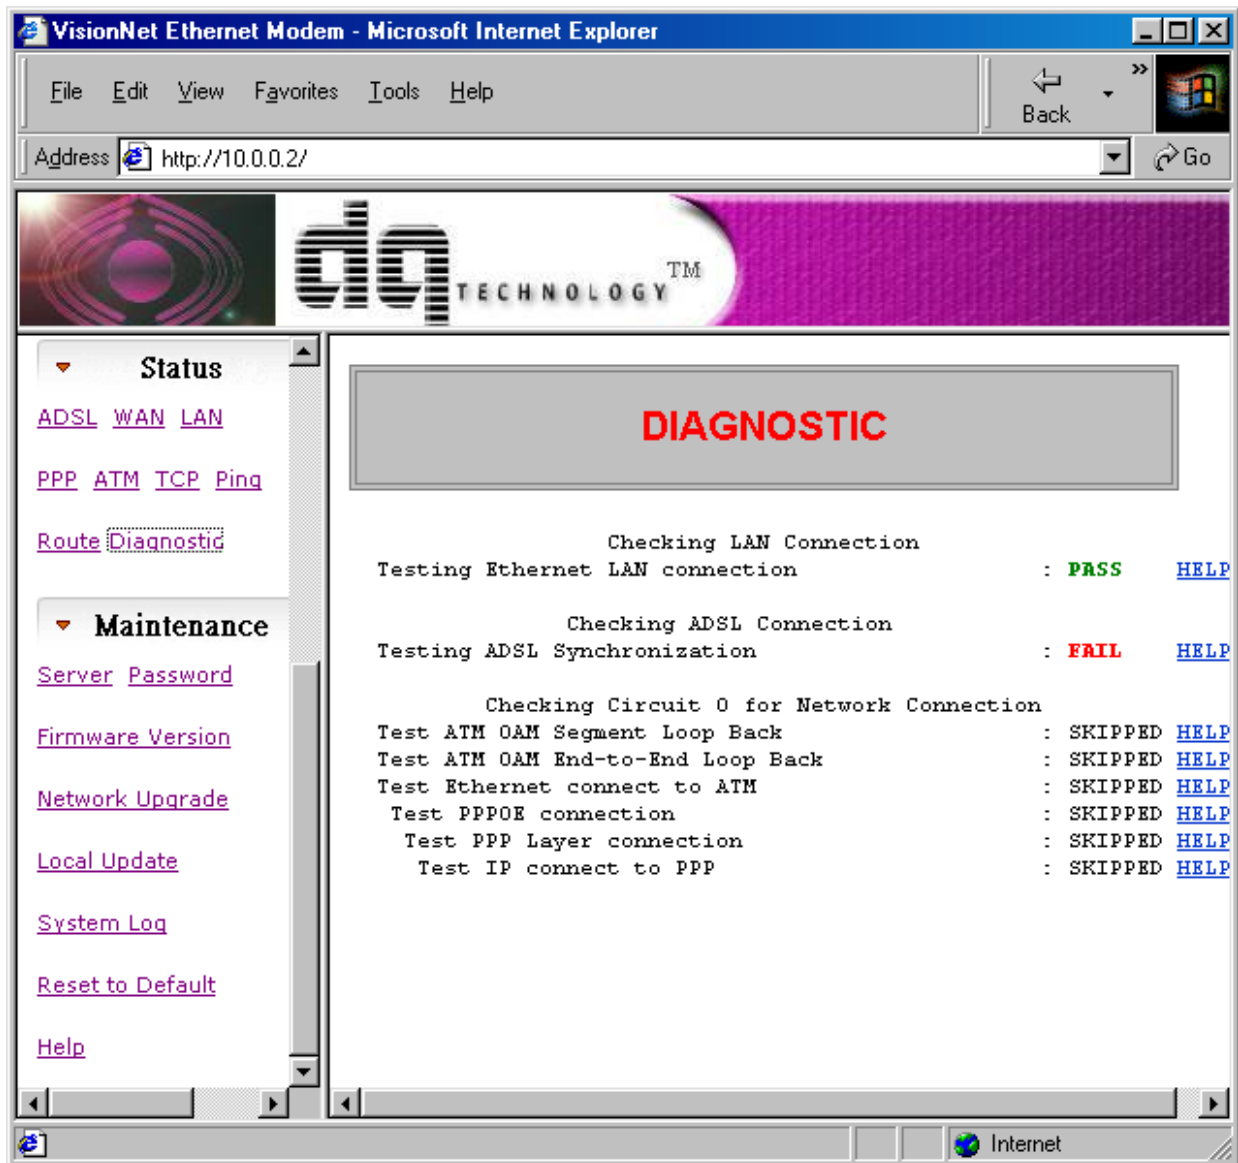 VisionNet Ethernet Modem - Microsoft Internet Explorer
File Edit View Favorites Tools Help
Back
»
Address http://10.0.0.2/
Go
dq TECHNOLOGY TM
Status
ADSL WAN LAN
PPP ATM TCP Ping
Route Diagnostic
Maintenance
Server Password
Firmware Version
Network Upgrade
Local Update
System Log
Reset to Default
Help
DIAGNOSTIC
Checking LAN Connection
Testing Ethernet LAN connection : PASS HELP
Checking ADSL Connection
Testing ADSL Synchronization : FAIL HELP
Checking Circuit 0 for Network Connection
Test ATM OAM Segment Loop Back : SKIPPED HELP
Test ATM OAM End-to-End Loop Back : SKIPPED HELP
Test Ethernet connect to ATM : SKIPPED HELP
Test PPPOE connection : SKIPPED HELP
Test PPP Layer connection : SKIPPED HELP
Test IP connect to PPP : SKIPPED HELP
Internet